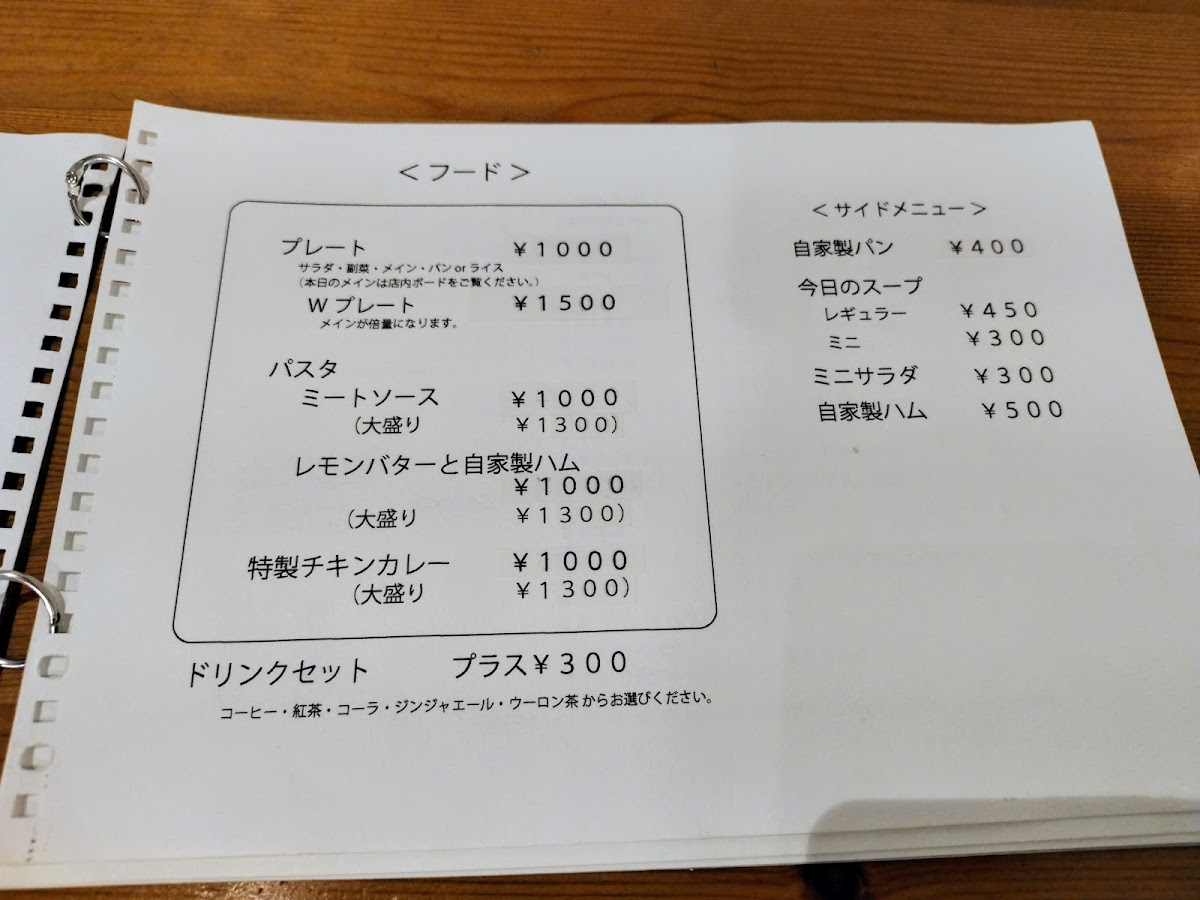 ＜フード＞
プレート ￥１０００
サラダ・副菜・メイン・パン or ライス
（本日のメインは店内ボードをご覧ください。）
W プレート ￥１５００
メインが倍量になります。
パスタ
ミートソース ￥１０００
（大盛り ￥１３００）
レモンバターと自家製ハム
￥１０００
（大盛り ￥１３００）
特製チキンカレー ￥１０００
（大盛り ￥１３００）
ドリンクセット プラス￥３００
コーヒー・紅茶・コーラ・ジンジャエール・ウーロン茶 からお選びください。
＜サイドメニュー＞
自家製パン ￥４００
今日のスープ
レギュラー ￥４５０
ミニ ￥３００
ミニサラダ ￥３００
自家製ハム ￥５００